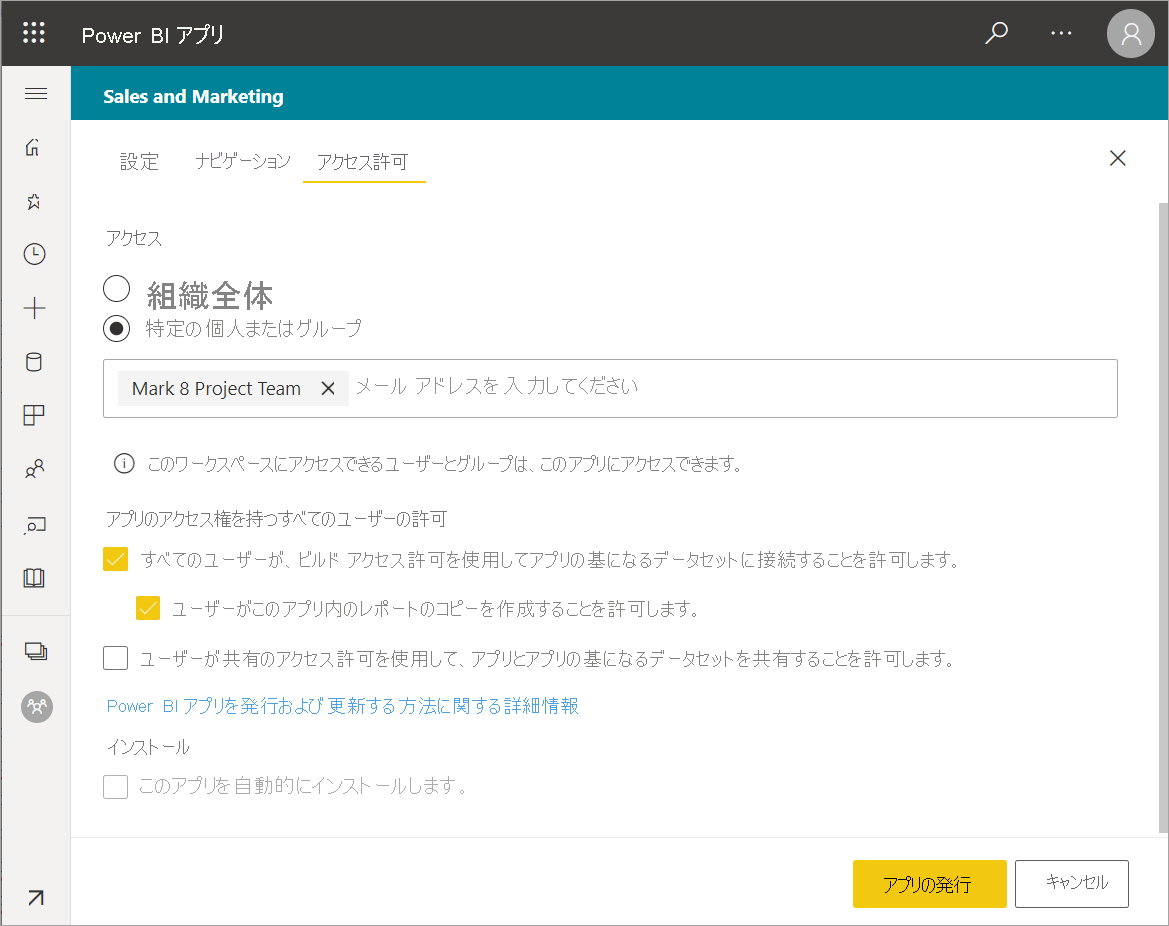 Power BI アプリ
Sales and Marketing
設定 ナビゲーション アクセス許可
アクセス
組織全体
特定の個人またはグループ
Mark 8 Project Team メール アドレスを入力してください
このワークスペースにアクセスできるユーザーとグループは、このアプリにアクセスできます。
アプリのアクセス権を持つすべてのユーザーの許可
すべてのユーザーが、ビルド アクセス許可を使用してアプリの基になるデータセットに接続することを許可します。
ユーザーがこのアプリ内のレポートのコピーを作成することを許可します。
ユーザーが共有のアクセス許可を使用して、アプリとアプリの基になるデータセットを共有することを許可します。
Power BI アプリを発行および更新する方法に関する詳細情報
インストール
このアプリを自動的にインストールします。
アプリの発行 キャンセル